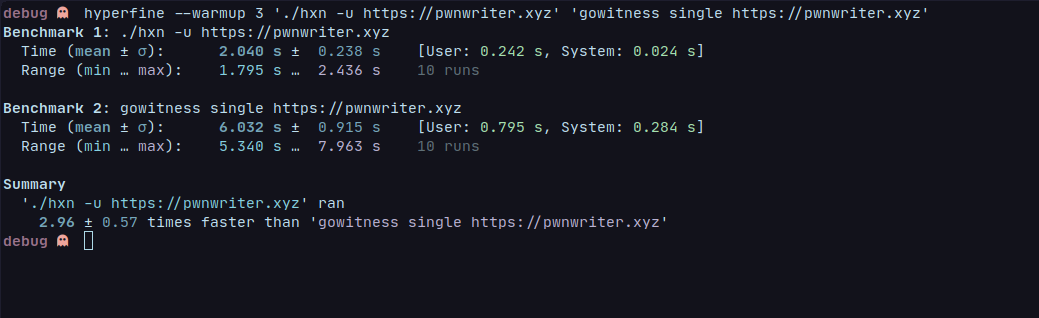 debug hyperfine --warmup 3 './hxn -u https://pwnwriter.xyz' 'gowitness single https://pwnwriter.xyz'
Benchmark 1: ./hxn -u https://pwnwriter.xyz
Time (mean ± σ): 2.040 s ± 0.238 s [User: 0.242 s, System: 0.024 s]
Range (min … max): 1.795 s … 2.436 s 10 runs
Benchmark 2: gowitness single https://pwnwriter.xyz
Time (mean ± σ): 6.032 s ± 0.915 s [User: 0.795 s, System: 0.284 s]
Range (min … max): 5.340 s … 7.963 s 10 runs
Summary
'./hxn -u https://pwnwriter.xyz' ran
2.96 ± 0.57 times faster than 'gowitness single https://pwnwriter.xyz'
debug